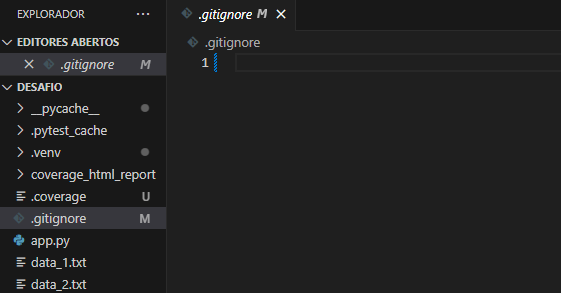 EXPLORADOR ···
EDITORES ABERTOS
.gitignore M
DESAFIO
__pycache__
.pytest_cache
.venv
coverage_html_report
.coverage U
.gitignore M
app.py
data_1.txt
data_2.txt
.gitignore M
.gitignore
1